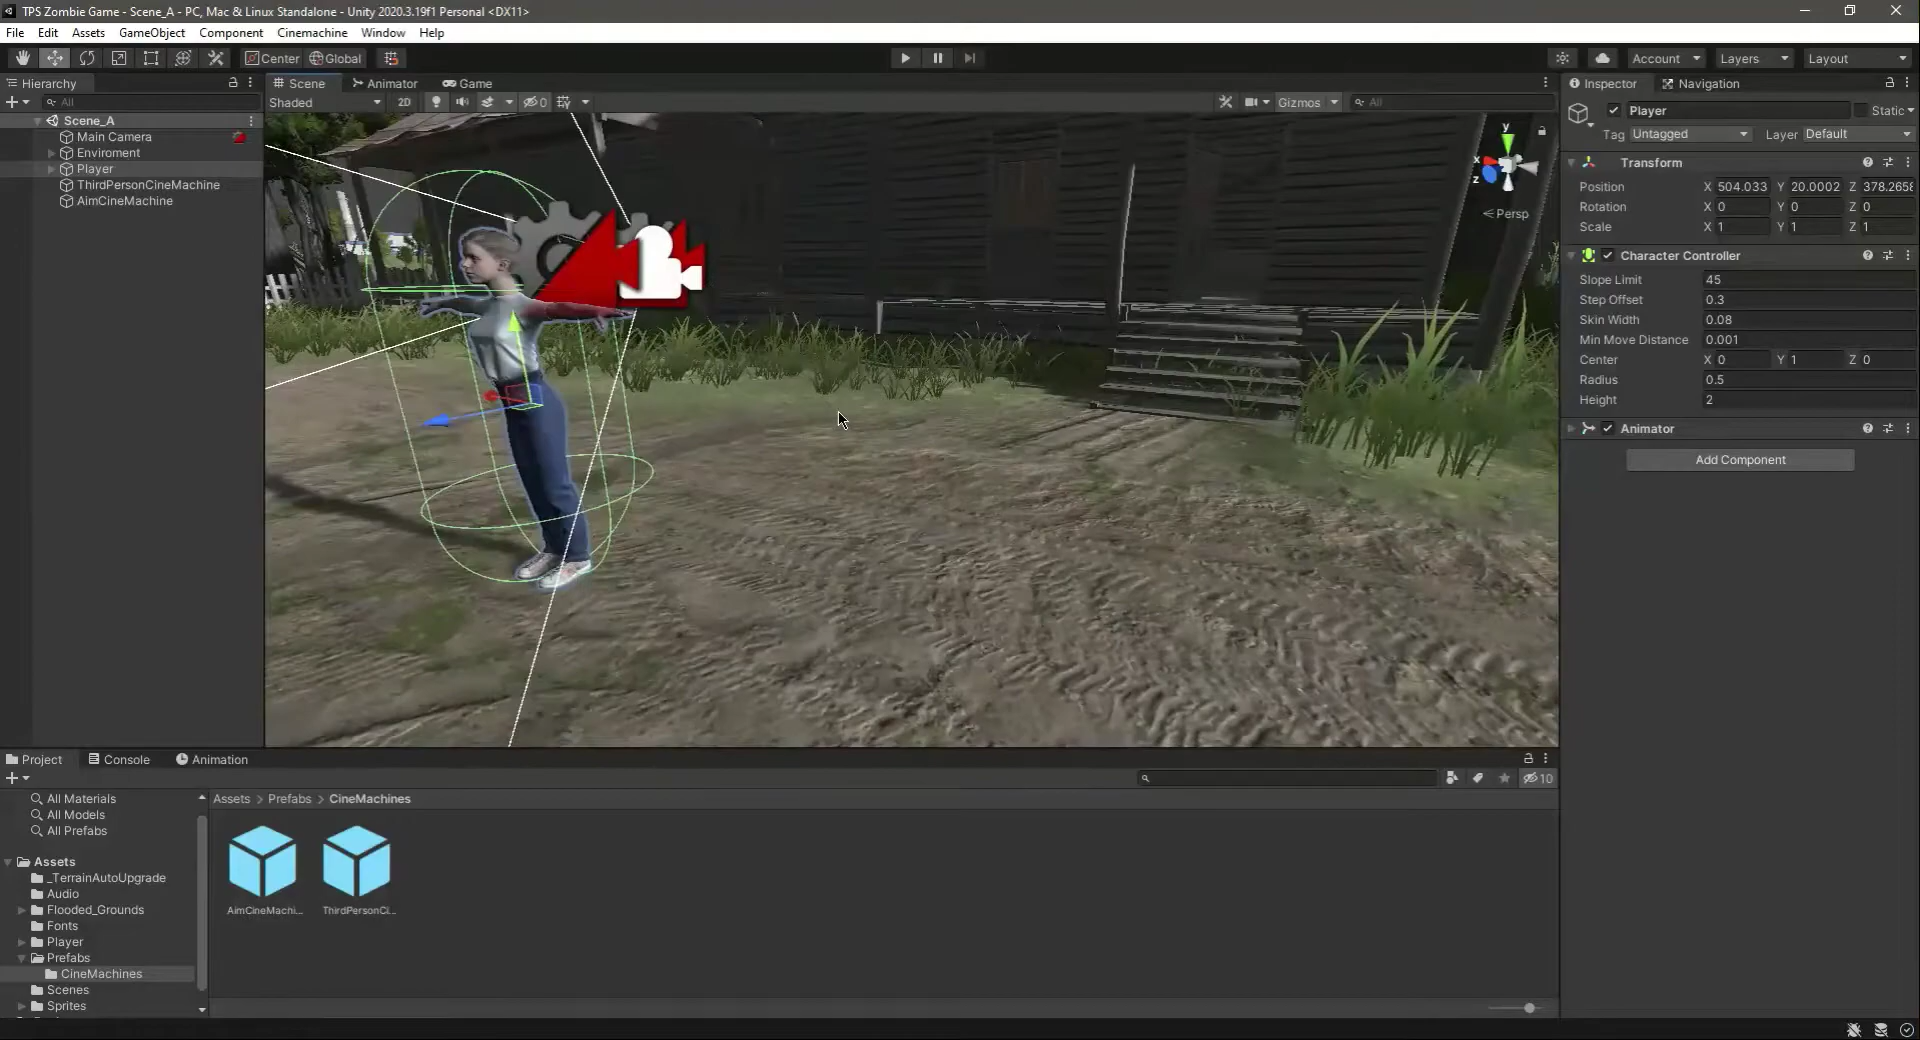 TPS Zombie Game - Scene_A - PC, Mac & Linux Standalone - Unity 2020.3.19f1 Personal <DX11>
File Edit Assets GameObject Component Cinemachine Window Help
Center Global Account Layers Layout
Hierarchy
All
Scene_A
Main Camera
Enviroment
Player
ThirdPersonCineMachine
AimCineMachine
Scene Animator Game
Shaded 2D 0 Gizmos All
y
x
z
Persp
Inspector Navigation
Player Static
Tag Untagged Layer Default
Transform
Position X 504.033 Y 20.0002 Z 378.2658
Rotation X 0 Y 0 Z 0
Scale X 1 Y 1 Z 1
Character Controller
Slope Limit 45
Step Offset 0.3
Skin Width 0.08
Min Move Distance 0.001
Center X 0 Y 1 Z 0
Radius 0.5
Height 2
Animator
Add Component
Project Console Animation
10
All Materials
All Models
All Prefabs
Assets
_TerrainAutoUpgrade
Audio
Flooded_Grounds
Fonts
Player
Prefabs
CineMachines
Scenes
Sprites
Assets > Prefabs > CineMachines
AimCineMachi...
ThirdPersonCi...